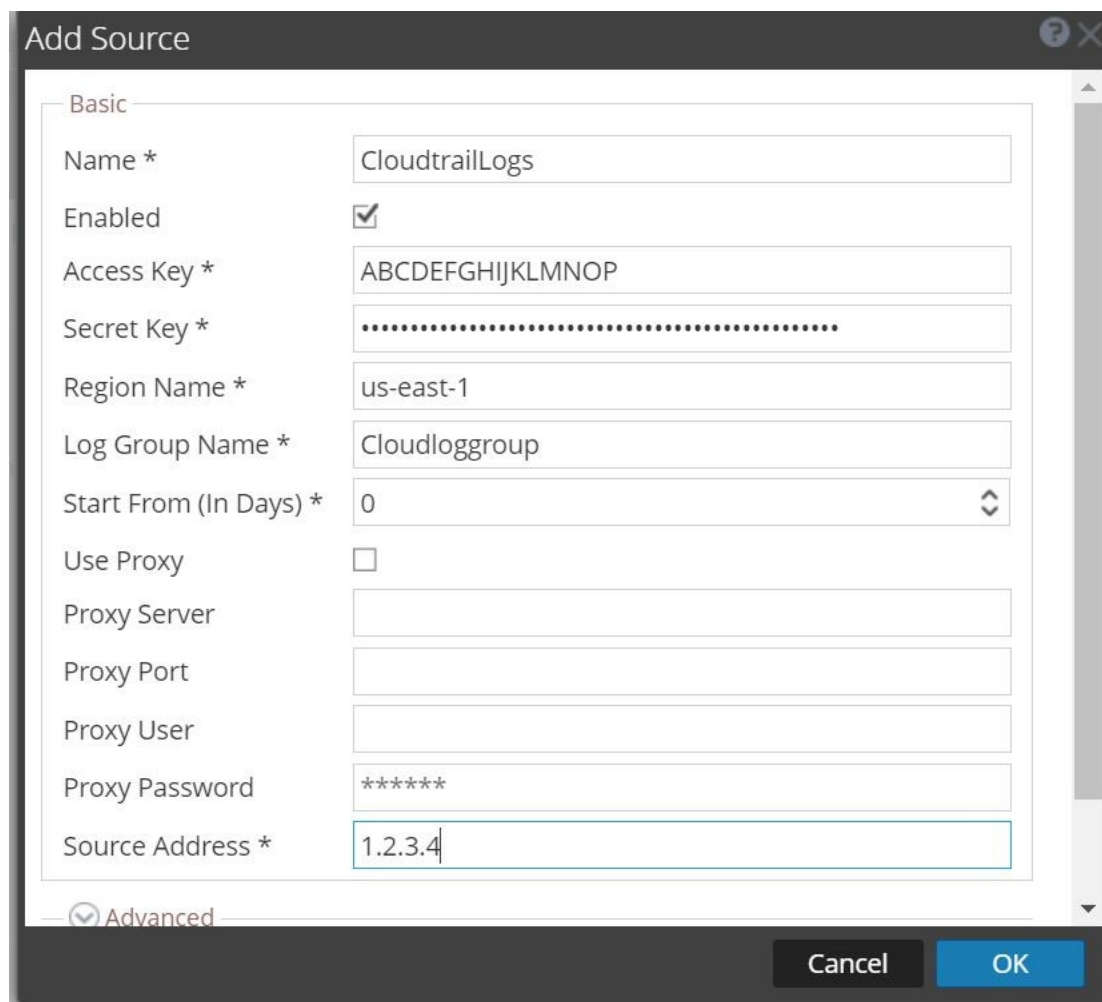 Add Source
Basic
Name * CloudtrailLogs
Enabled
Access Key * ABCDEFGHIJKLMNOP
Secret Key * •••••••••••••••••••••••••••••••••••••••••••••••••
Region Name * us-east-1
Log Group Name * Cloudloggroup
Start From (In Days) * 0
Use Proxy
Proxy Server
Proxy Port
Proxy User
Proxy Password ******
Source Address * 1.2.3.4
Advanced
Cancel OK